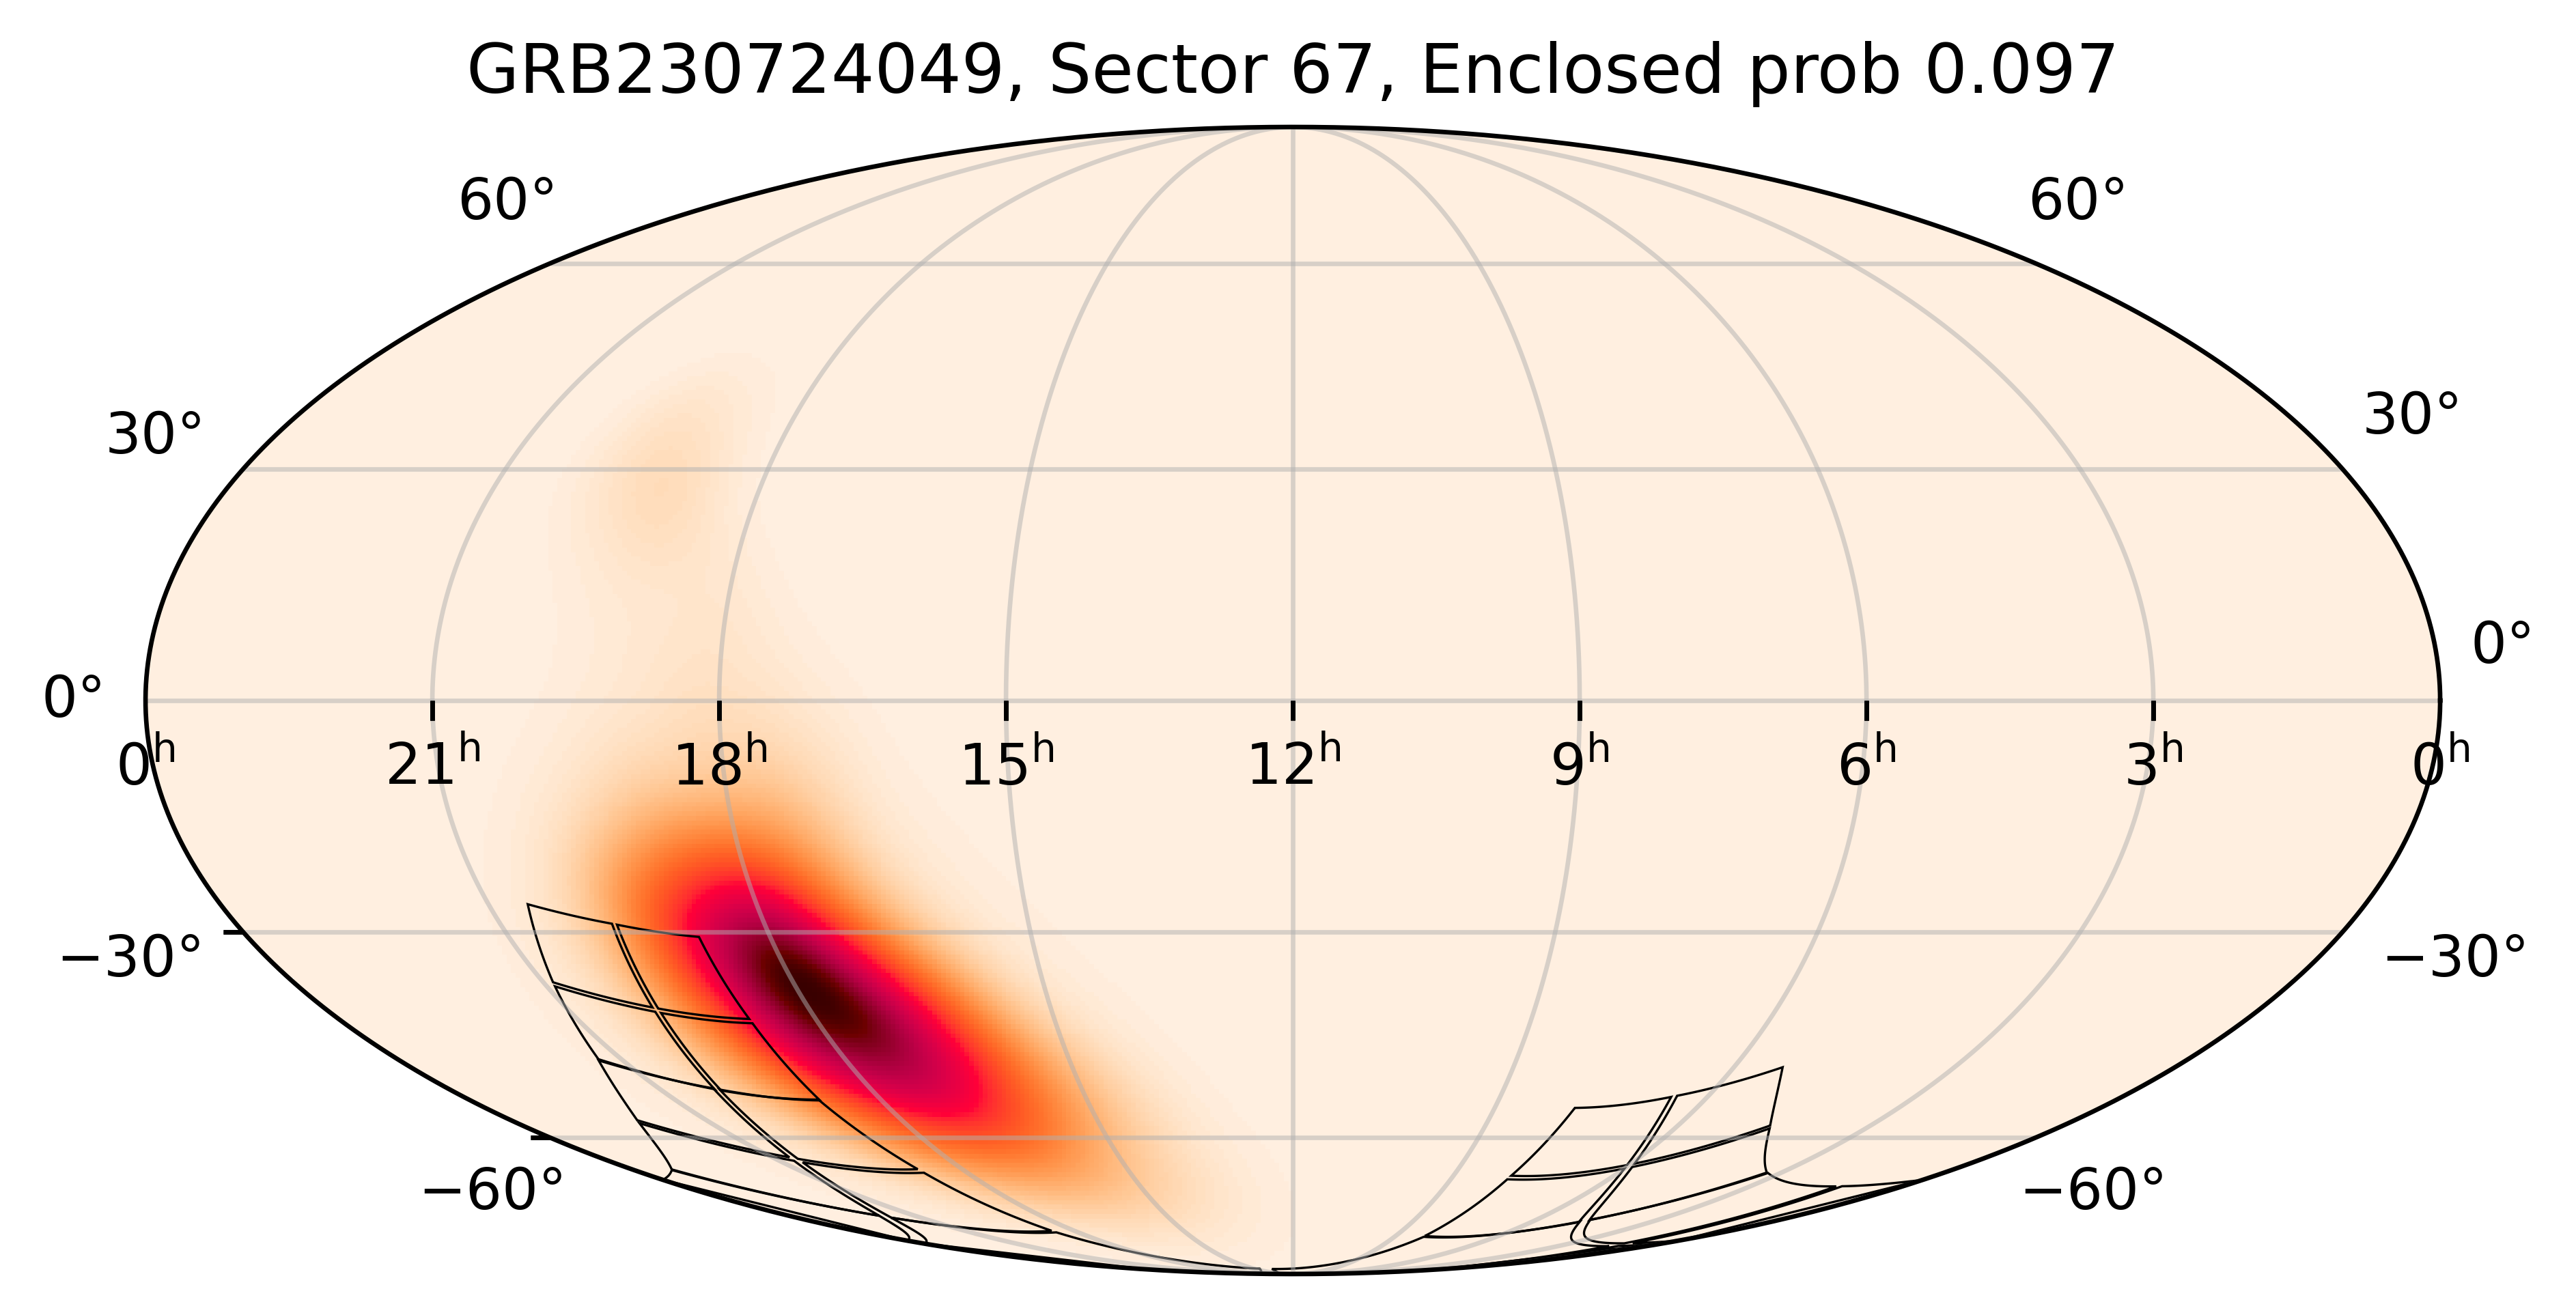 GRB230724049, Sector 67, Enclosed prob 0.097
60° 60°
30° 30°
0° 0°
0ʰ 21ʰ 18ʰ 15ʰ 12ʰ 9ʰ 6ʰ 3ʰ 0ʰ
−30° −30°
−60° −60°